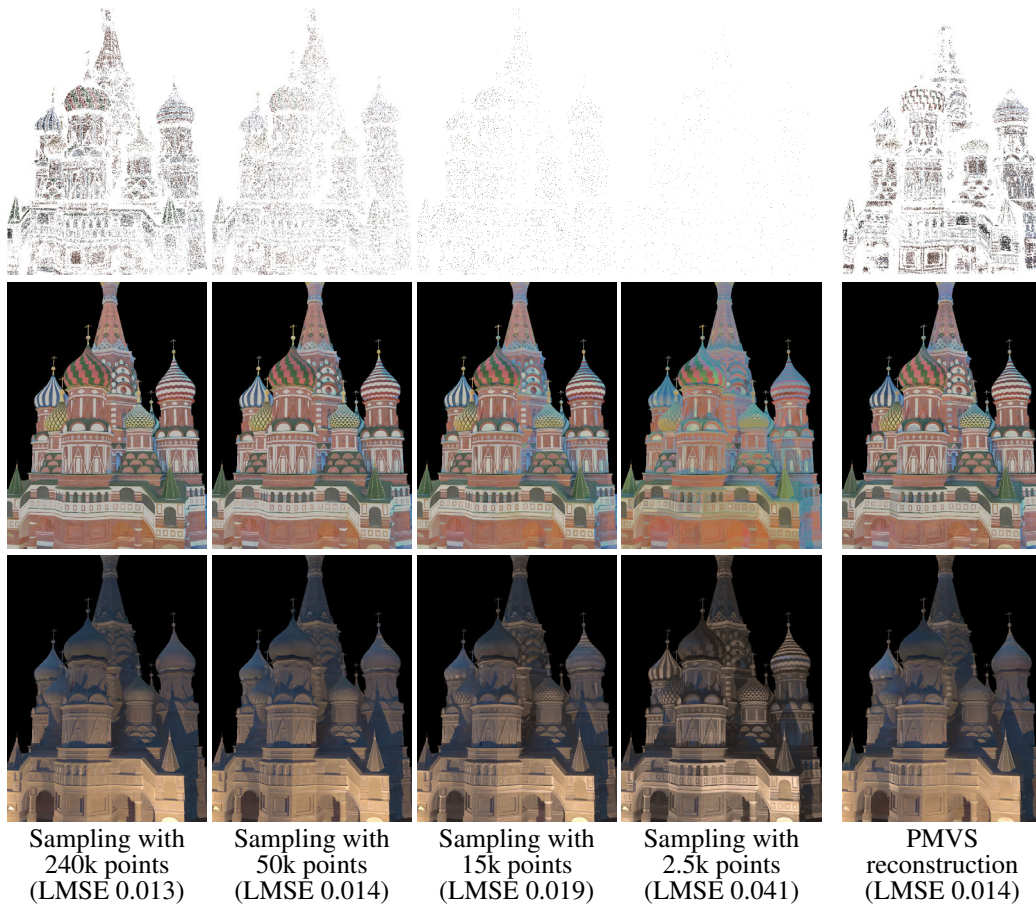 Sampling with
240k points
(LMSE 0.013)
Sampling with
50k points
(LMSE 0.014)
Sampling with
15k points
(LMSE 0.019)
Sampling with
2.5k points
(LMSE 0.041)
PMVS
reconstruction
(LMSE 0.014)